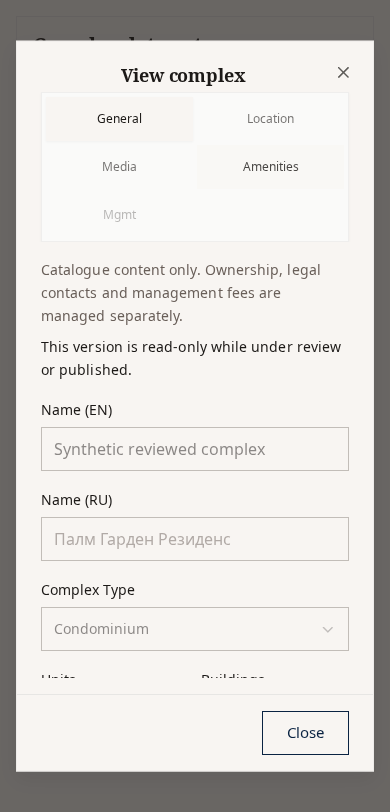 View complex
General
Location
Media
Amenities
Mgmt
Catalogue content only. Ownership, legal
contacts and management fees are
managed separately.
This version is read-only while under review
or published.
Name (EN)
Synthetic reviewed complex
Name (RU)
Палм Гарден Резиденс
Complex Type
Condominium
Units
Buildings
Close